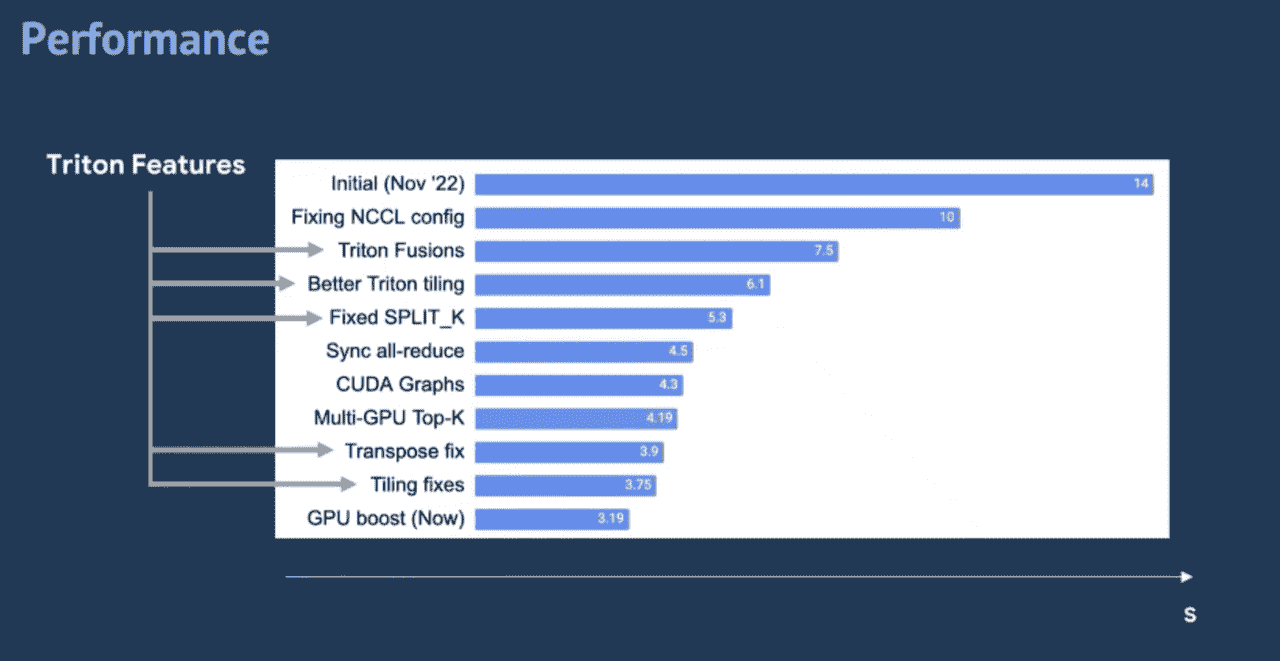 Performance
Triton Features
Initial (Nov '22) 14
Fixing NCCL config 10
Triton Fusions 7.5
Better Triton tiling 6.1
Fixed SPLIT_K 5.3
Sync all-reduce 4.5
CUDA Graphs 4.3
Multi-GPU Top-K 4.19
Transpose fix 3.9
Tiling fixes 3.75
GPU boost (Now) 3.19
s